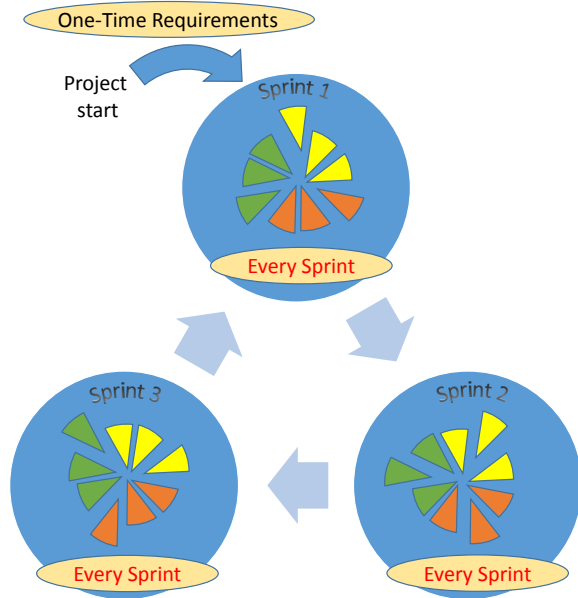 One-Time Requirements
Project
start
Sprint 1
Every Sprint
Sprint 3
Sprint 2
Every Sprint
Every Sprint